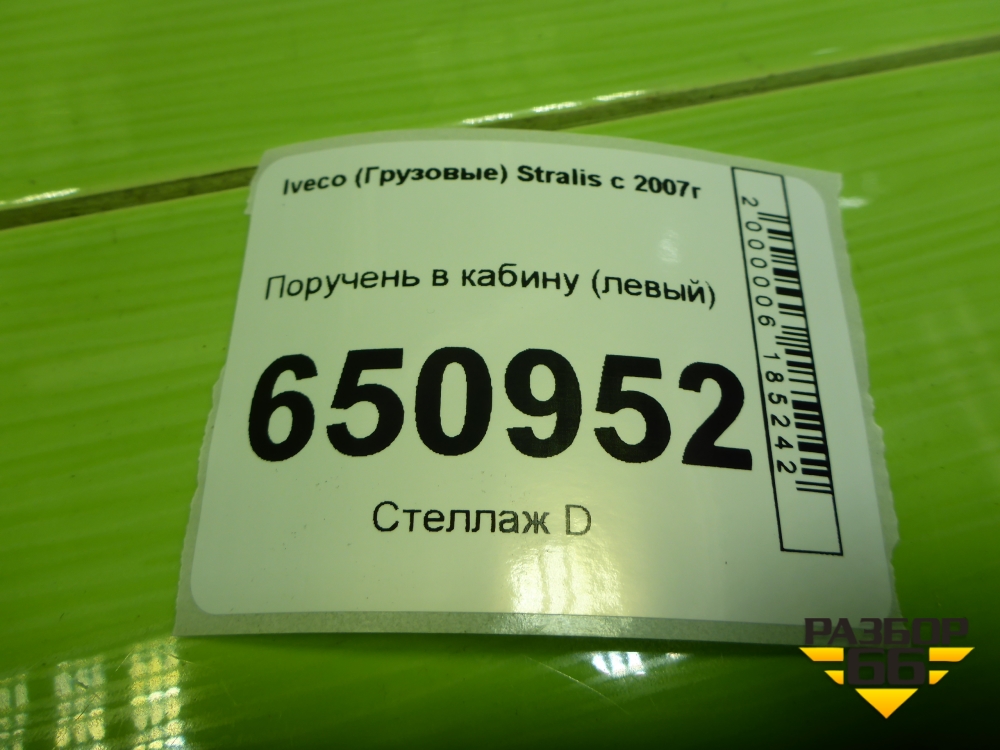 Iveco (Грузовые) Stralis с 2007г
Поручень в кабину (левый)
650952
Стеллаж D
2000006185242
РАЗБОР
66